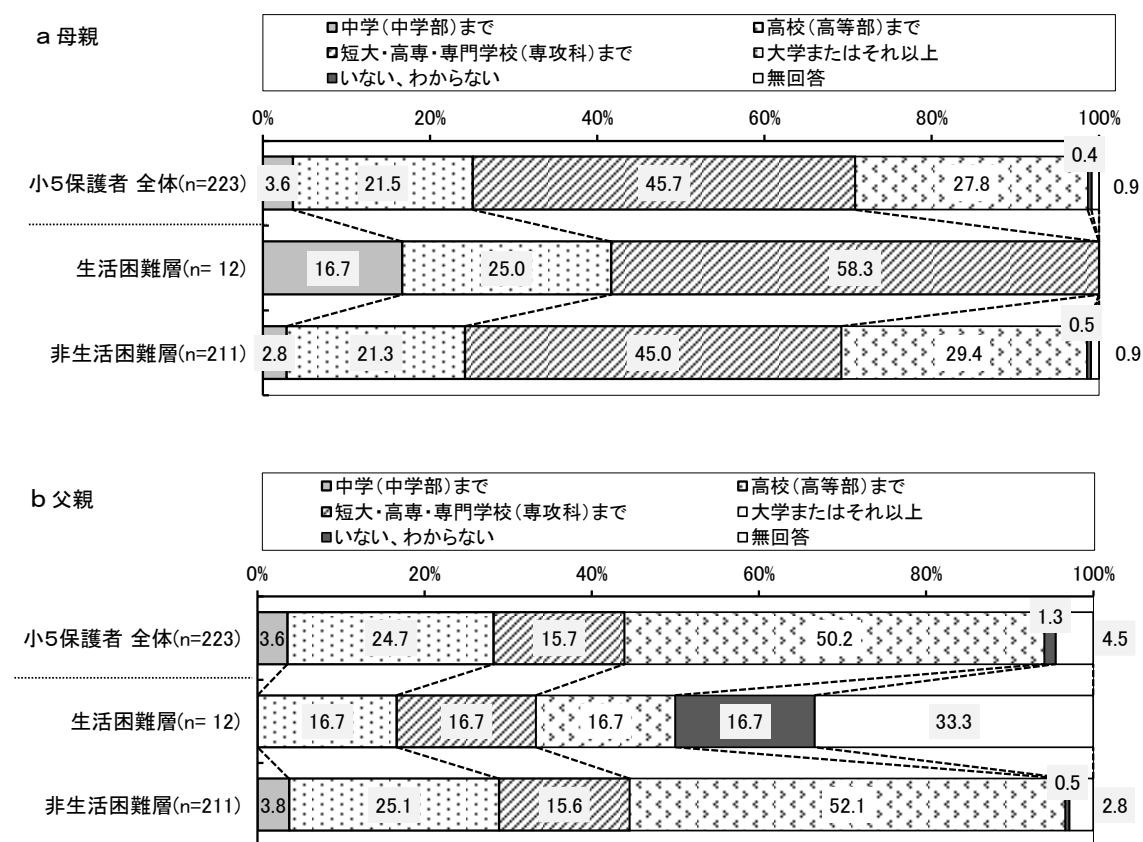 a 母親
中学（中学部）まで 高校（高等部）まで
短大・高専・専門学校（専攻科）まで 大学またはそれ以上
いない、わからない 無回答
0% 20% 40% 60% 80% 100%
0.4
小5保護者 全体(n=223) 3.6 21.5 45.7 27.8 0.9
生活困難層(n= 12) 16.7 25.0 58.3
0.5
非生活困難層(n=211) 2.8 21.3 45.0 29.4 0.9
b 父親
中学（中学部）まで 高校（高等部）まで
短大・高専・専門学校（専攻科）まで 大学またはそれ以上
いない、わからない 無回答
0% 20% 40% 60% 80% 100%
1.3
小5保護者 全体(n=223) 3.6 24.7 15.7 50.2 4.5
生活困難層(n= 12) 16.7 16.7 16.7 16.7 33.3
0.5
非生活困難層(n=211) 3.8 25.1 15.6 52.1 2.8